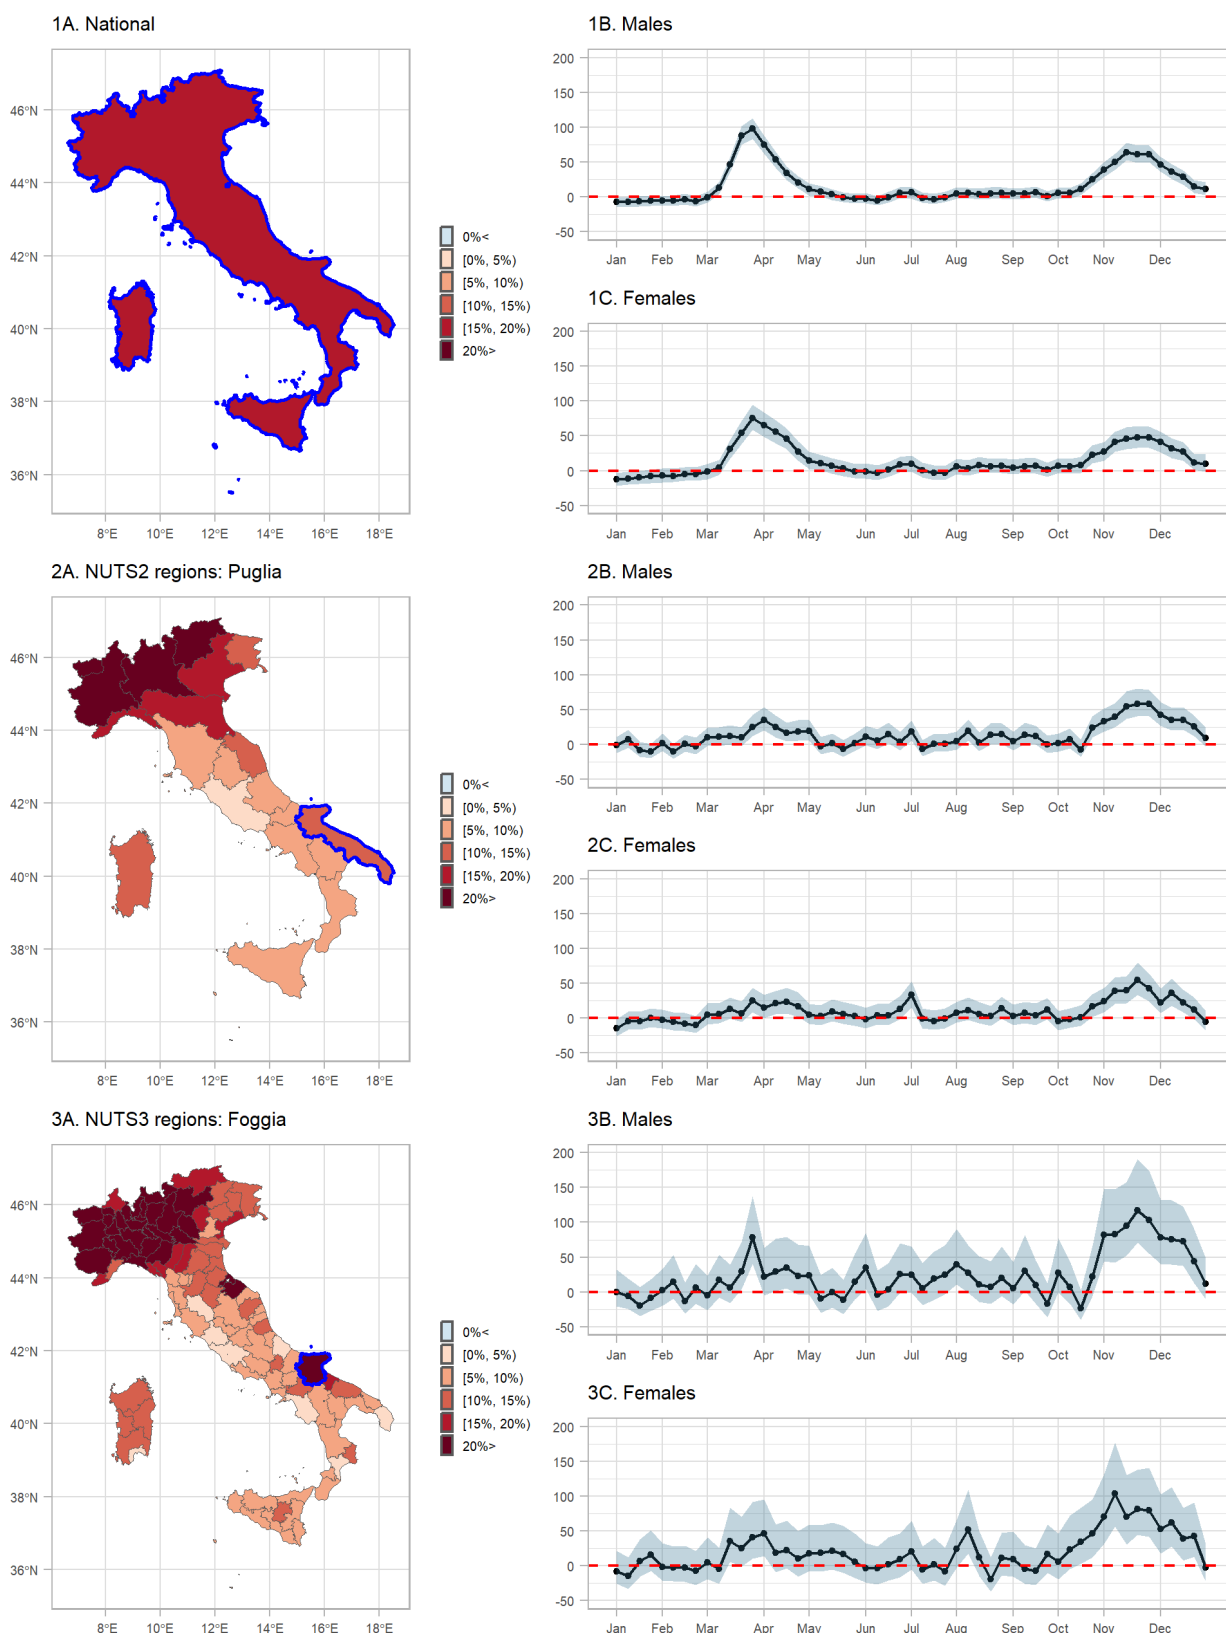 1A. National
46°N
44°N
42°N
40°N
38°N
36°N
8°E 10°E 12°E 14°E 16°E 18°E
0%<
[0%, 5%)
[5%, 10%)
[10%, 15%)
[15%, 20%)
20%>
1B. Males
200
150
100
50
0
-50
Jan Feb Mar Apr May Jun Jul Aug Sep Oct Nov Dec
1C. Females
200
150
100
50
0
-50
Jan Feb Mar Apr May Jun Jul Aug Sep Oct Nov Dec
2A. NUTS2 regions: Puglia
46°N
44°N
42°N
40°N
38°N
36°N
8°E 10°E 12°E 14°E 16°E 18°E
0%<
[0%, 5%)
[5%, 10%)
[10%, 15%)
[15%, 20%)
20%>
2B. Males
200
150
100
50
0
-50
Jan Feb Mar Apr May Jun Jul Aug Sep Oct Nov Dec
2C. Females
200
150
100
50
0
-50
Jan Feb Mar Apr May Jun Jul Aug Sep Oct Nov Dec
3A. NUTS3 regions: Foggia
46°N
44°N
42°N
40°N
38°N
36°N
8°E 10°E 12°E 14°E 16°E 18°E
0%<
[0%, 5%)
[5%, 10%)
[10%, 15%)
[15%, 20%)
20%>
3B. Males
200
150
100
50
0
-50
Jan Feb Mar Apr May Jun Jul Aug Sep Oct Nov Dec
3C. Females
200
150
100
50
0
-50
Jan Feb Mar Apr May Jun Jul Aug Sep Oct Nov Dec